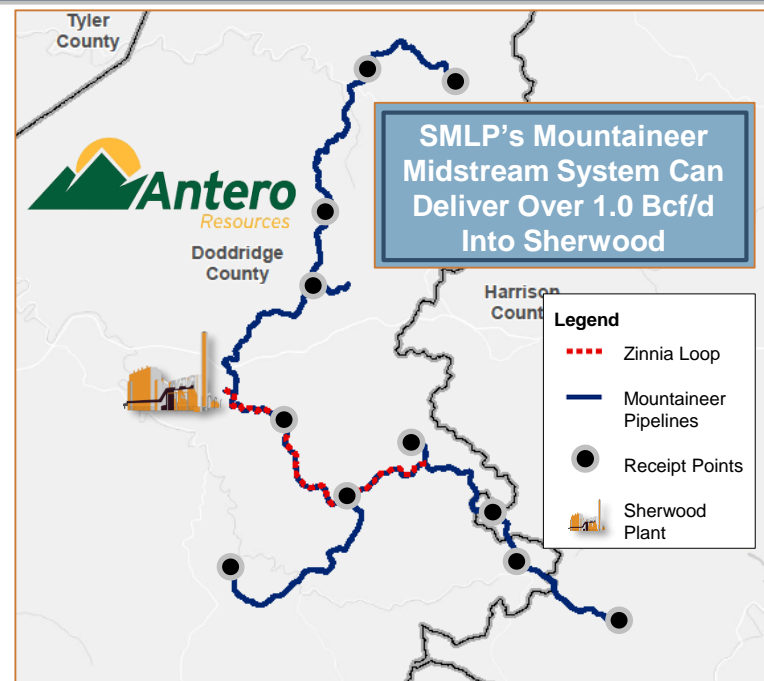 Tyler
County
SMLP's Mountaineer
Midstream System Can
Deliver Over 1.0 Bcf/d
Into Sherwood
Antero
Resources
Doddridge
County
Harrison
Count
Legend
Zinnia Loop
Mountaineer
Pipelines
Receipt Points
Sherwood
Plant